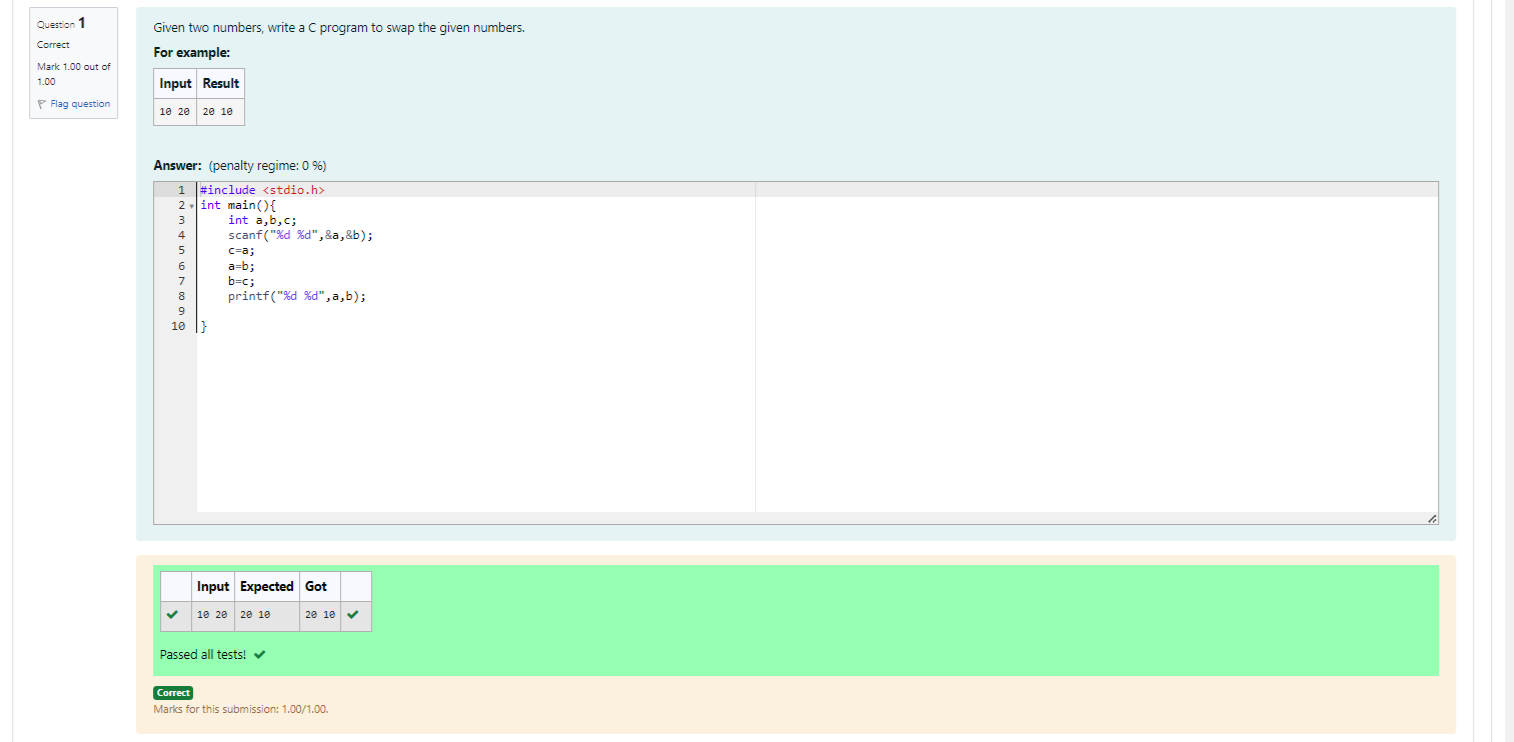 Question 1
Correct
Mark 1.00 out of
1.00
Flag question
Given two numbers, write a C program to swap the given numbers.
For example:
Input Result
10 20 20 10
Answer: (penalty regime: 0 %)
1 #include <stdio.h>
2 int main(){
3 int a,b,c;
4 scanf("%d %d",&a,&b);
5 c=a;
6 a=b;
7 b=c;
8 printf("%d %d",a,b);
9
10 }
Input Expected Got
10 20 20 10 20 10
Passed all tests!
Correct
Marks for this submission: 1.00/1.00.